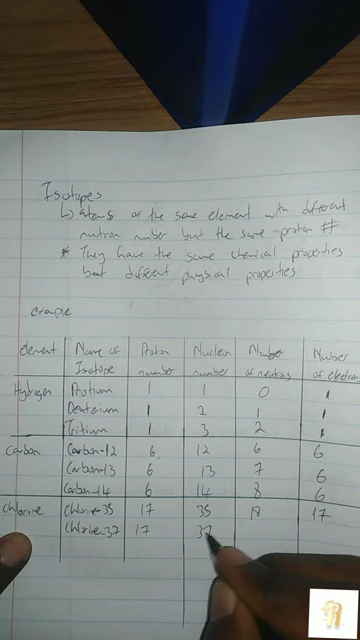 Isotopes
↳ atoms of the same element with different
nutron number but the same proton #
* They have the same chemical properties
but different physical properties
example
element Name of Isotope Proton number Nucleon number Number of neutrons Number of electron
Hydrogen Protium 1 1 0 1
Deuterium 1 2 1 1
Tritium 1 3 2 1
Carbon Carbon-12 6 12 6 6
Carbon-13 6 13 7 6
Carbon-14 6 14 8 6
chlorine chlorine-35 17 35 18 17
chlorine-37 17 37